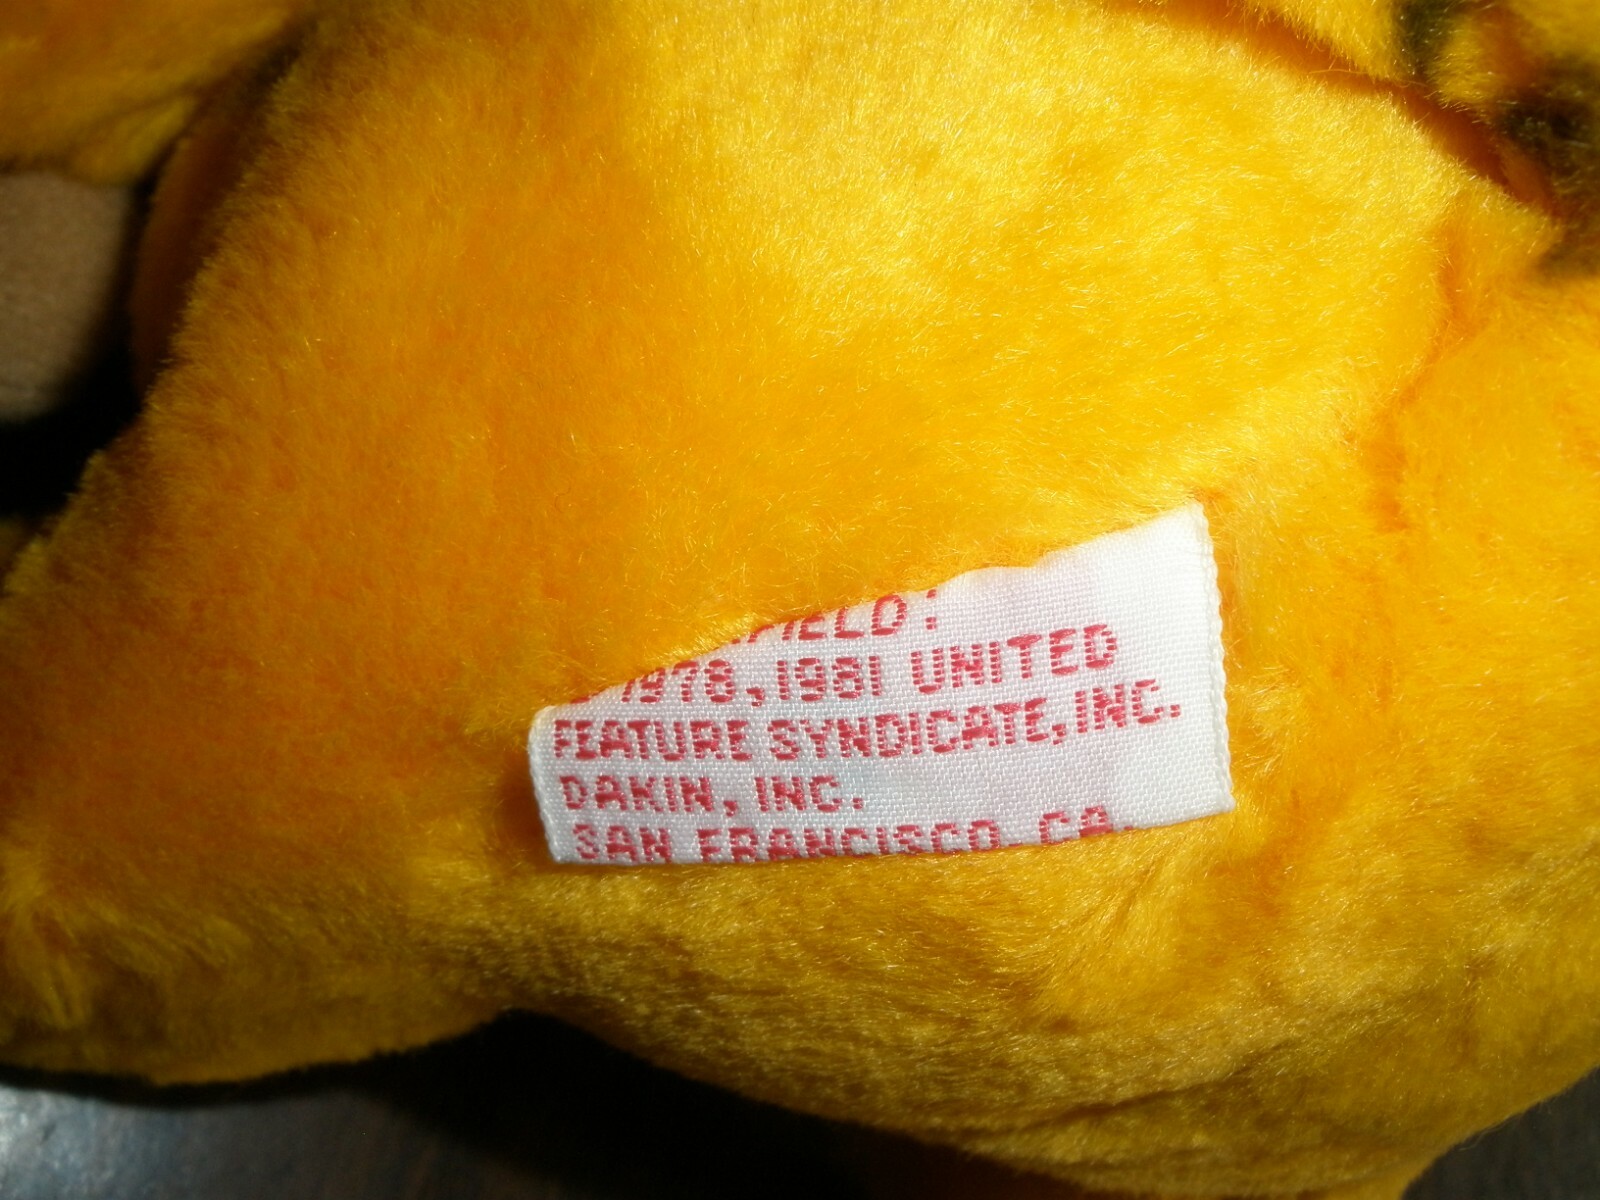 FIELD:
1978, 1981 UNITED
FEATURE SYNDICATE, INC.
DAKIN, INC.
SAN FRANCISCO, CA.